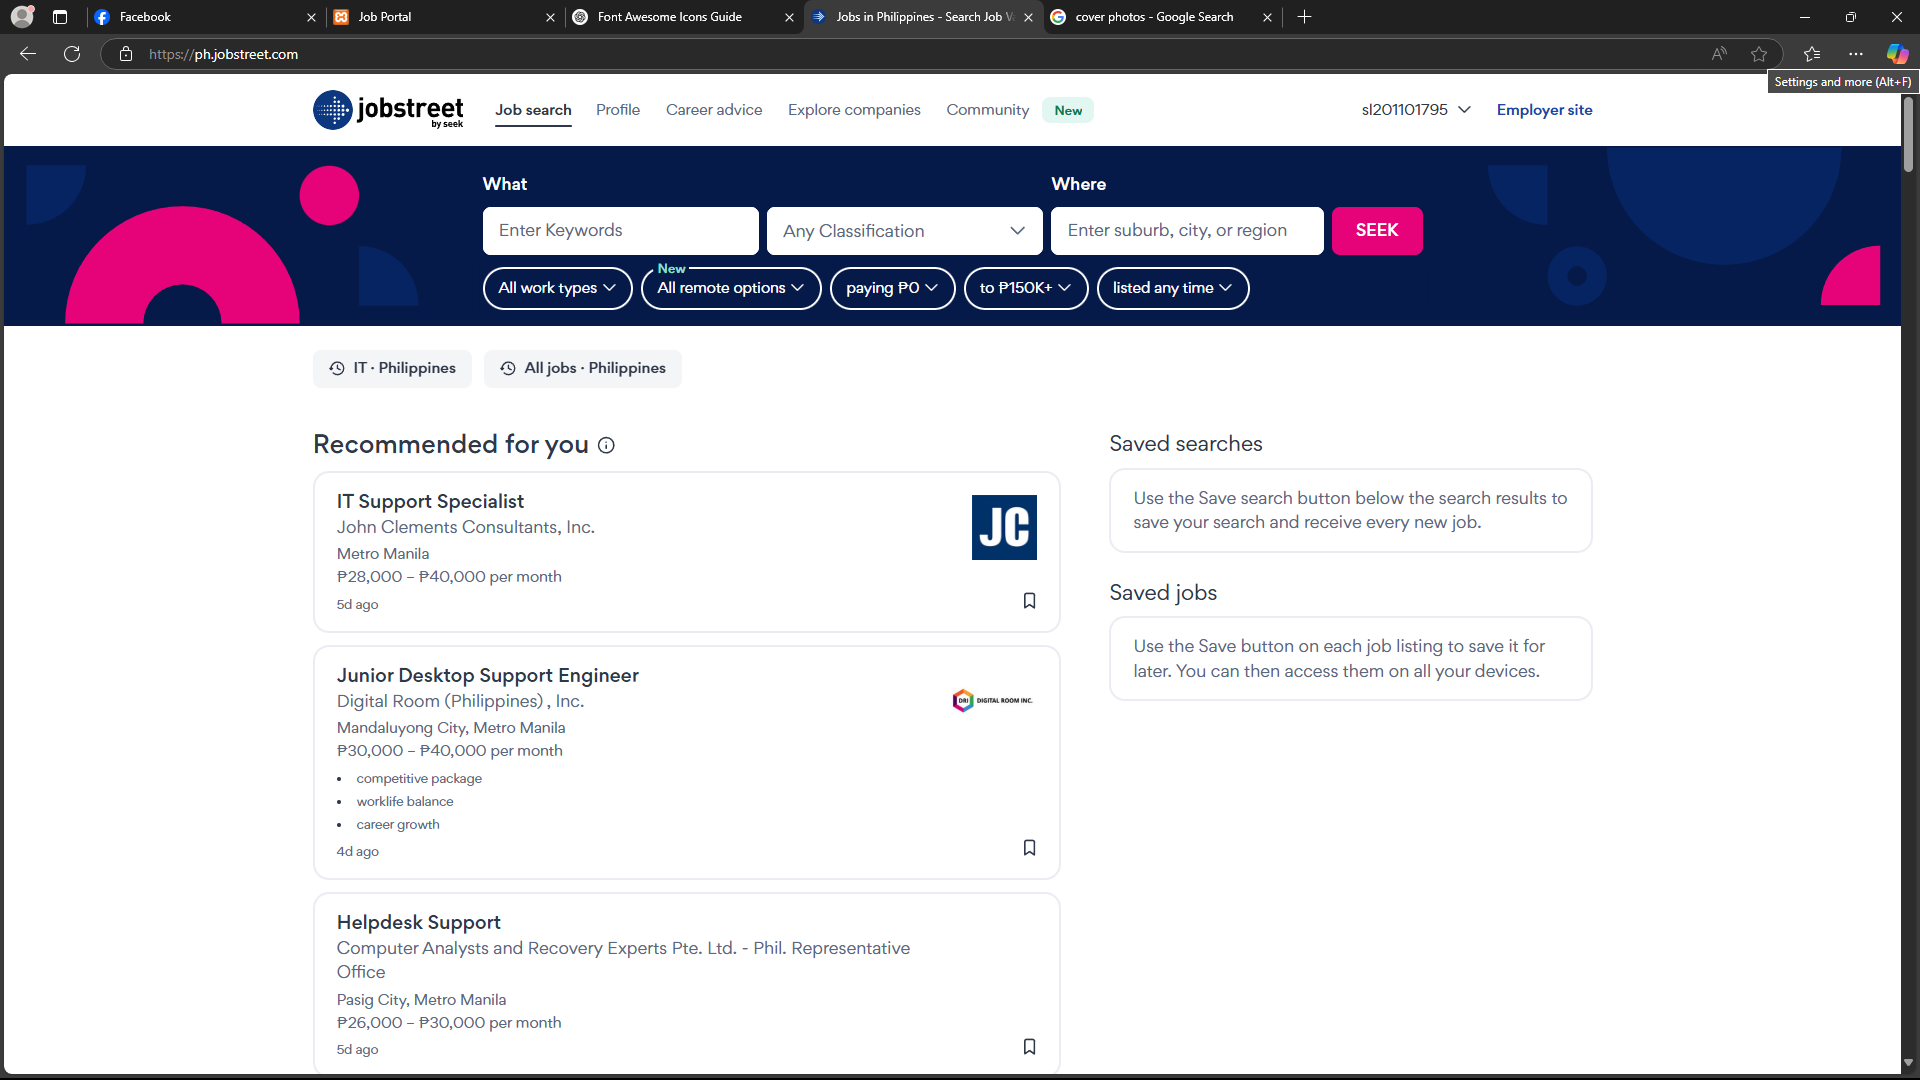 Facebook
Job Portal
Font Awesome Icons Guide
Jobs in Philippines - Search Job V
cover photos - Google Search
https://ph.jobstreet.com
Settings and more (Alt+F)
jobstreet
by seek
Job search
Profile
Career advice
Explore companies
Community
New
sl201101795
Employer site
What
Where
Enter Keywords
Any Classification
Enter suburb, city, or region
SEEK
All work types
New
All remote options
paying ₱0
to ₱150K+
listed any time
IT · Philippines
All jobs · Philippines
Recommended for you
IT Support Specialist
John Clements Consultants, Inc.
Metro Manila
₱28,000 – ₱40,000 per month
5d ago
JC
Junior Desktop Support Engineer
Digital Room (Philippines) , Inc.
Mandaluyong City, Metro Manila
₱30,000 – ₱40,000 per month
• competitive package
• worklife balance
• career growth
4d ago
DRI DIGITAL ROOM INC.
Helpdesk Support
Computer Analysts and Recovery Experts Pte. Ltd. - Phil. Representative
Office
Pasig City, Metro Manila
₱26,000 – ₱30,000 per month
5d ago
Saved searches
Use the Save search button below the search results to
save your search and receive every new job.
Saved jobs
Use the Save button on each job listing to save it for
later. You can then access them on all your devices.